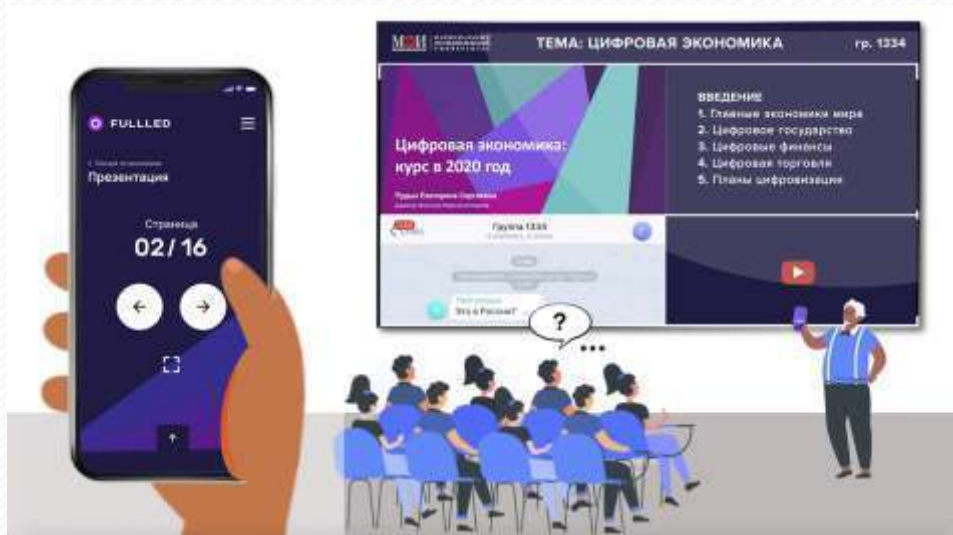 FULLLED
Презентация
Страница
02/16
ТЕМА: ЦИФРОВАЯ ЭКОНОМИКА
гр. 1334
Цифровая экономика:
курс в 2020 год
ВВЕДЕНИЕ
1. Главные экономики мира
2. Цифровое государство
3. Цифровые финансы
4. Цифровая торговля
5. Планы цифровизации
Группа 1334
Это в России?
?
...